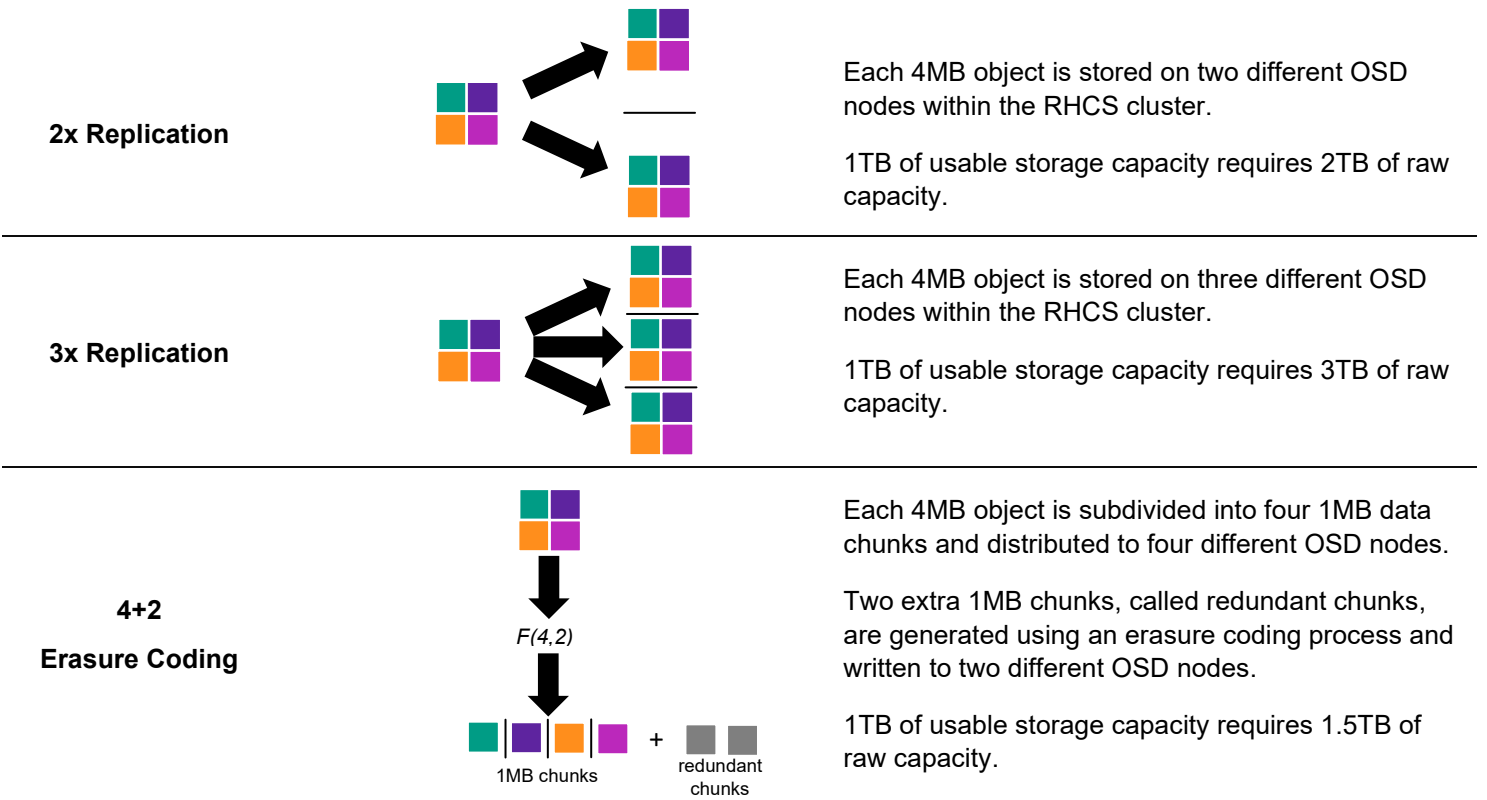 2x Replication
Each 4MB object is stored on two different OSD
nodes within the RHCS cluster.
1TB of usable storage capacity requires 2TB of raw
capacity.
3x Replication
Each 4MB object is stored on three different OSD
nodes within the RHCS cluster.
1TB of usable storage capacity requires 3TB of raw
capacity.
4+2
Erasure Coding
F(4,2)
+
1MB chunks
redundant
chunks
Each 4MB object is subdivided into four 1MB data
chunks and distributed to four different OSD nodes.
Two extra 1MB chunks, called redundant chunks,
are generated using an erasure coding process and
written to two different OSD nodes.
1TB of usable storage capacity requires 1.5TB of
raw capacity.